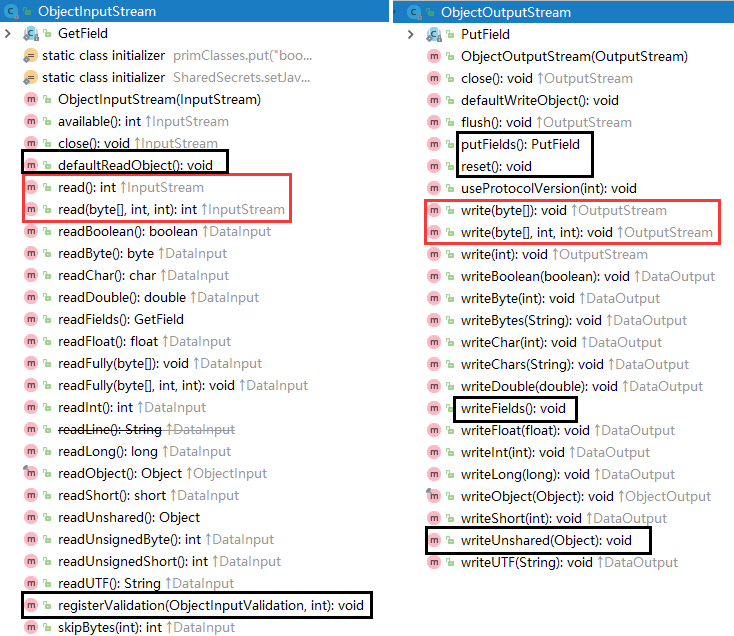 ObjectInputStream
GetField
static class initializer primClasses.put("boo...
static class initializer SharedSecrets.setJav...
ObjectInputStream(InputStream)
available(): int ↑InputStream
close(): void ↑InputStream
defaultReadObject(): void
read(): int ↑InputStream
read(byte[], int, int): int ↑InputStream
readBoolean(): boolean ↑DataInput
readByte(): byte ↑DataInput
readChar(): char ↑DataInput
readDouble(): double ↑DataInput
readFields(): GetField
readFloat(): float ↑DataInput
readFully(byte[]): void ↑DataInput
readFully(byte[], int, int): void ↑DataInput
readInt(): int ↑DataInput
readLine(): String ↑DataInput
readLong(): long ↑DataInput
readObject(): Object ↑ObjectInput
readShort(): short ↑DataInput
readUnshared(): Object
readUnsignedByte(): int ↑DataInput
readUnsignedShort(): int ↑DataInput
readUTF(): String ↑DataInput
registerValidation(ObjectInputValidation, int): void
skipBytes(int): int ↑DataInput
ObjectOutputStream
PutField
ObjectOutputStream(OutputStream)
close(): void ↑OutputStream
defaultWriteObject(): void
flush(): void ↑OutputStream
putFields(): PutField
reset(): void
useProtocolVersion(int): void
write(byte[]): void ↑OutputStream
write(byte[], int, int): void ↑OutputStream
write(int): void ↑OutputStream
writeBoolean(boolean): void ↑DataOutput
writeByte(int): void ↑DataOutput
writeBytes(String): void ↑DataOutput
writeChar(int): void ↑DataOutput
writeChars(String): void ↑DataOutput
writeDouble(double): void ↑DataOutput
writeFields(): void
writeFloat(float): void ↑DataOutput
writeInt(int): void ↑DataOutput
writeLong(long): void ↑DataOutput
writeObject(Object): void ↑ObjectOutput
writeShort(int): void ↑DataOutput
writeUnshared(Object): void
writeUTF(String): void ↑DataOutput